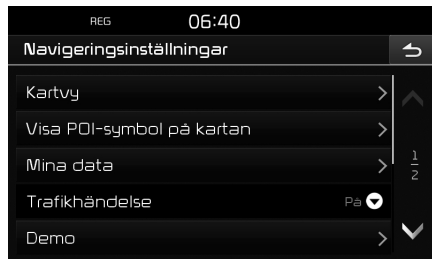 REG 06:40
Navigeringsinställningar
Kartvy
Visa POI-symbol på kartan
Mina data
1
2
Trafikhändelse På
Demo